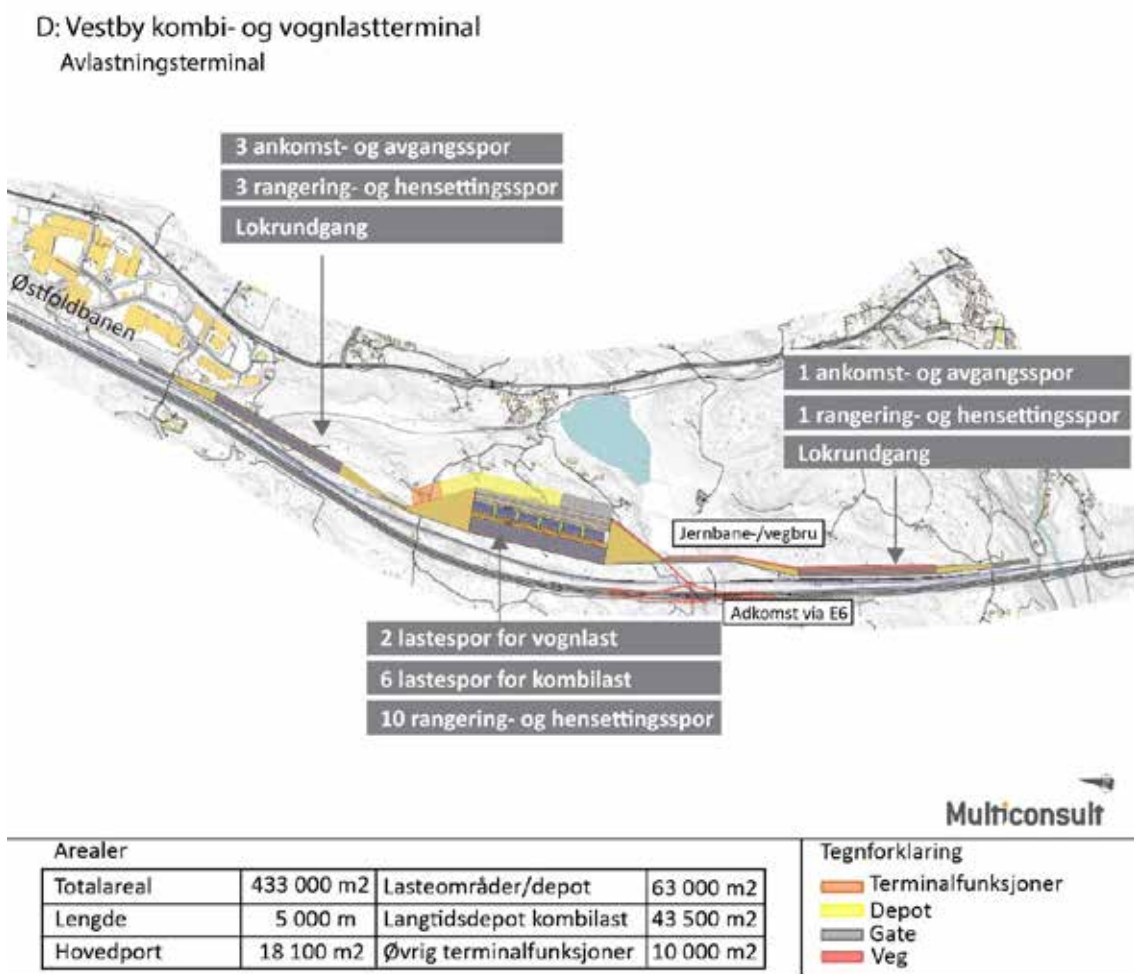 D: Vestby kombi- og vognlastterminal
Avlastningsterminal
3 ankomst- og avgangsspor
3 rangering- og hensettingsspor
Lokrundgang
Østfoldbanen
1 ankomst- og avgangsspor
1 rangering- og hensettingsspor
Lokrundgang
Jernbane-/vegbru
Adkomst via E6
2 lastespor for vognlast
6 lastespor for kombilast
10 rangering- og hensettingsspor
Multiconsult
Arealer
Totalareal 433 000 m2 Lasteområder/depot 63 000 m2
Lengde 5 000 m Langtidsdepot kombilast 43 500 m2
Hovedport 18 100 m2 Øvrig terminalfunksjoner 10 000 m2
Tegnforklaring
Terminalfunksjoner
Depot
Gate
Veg